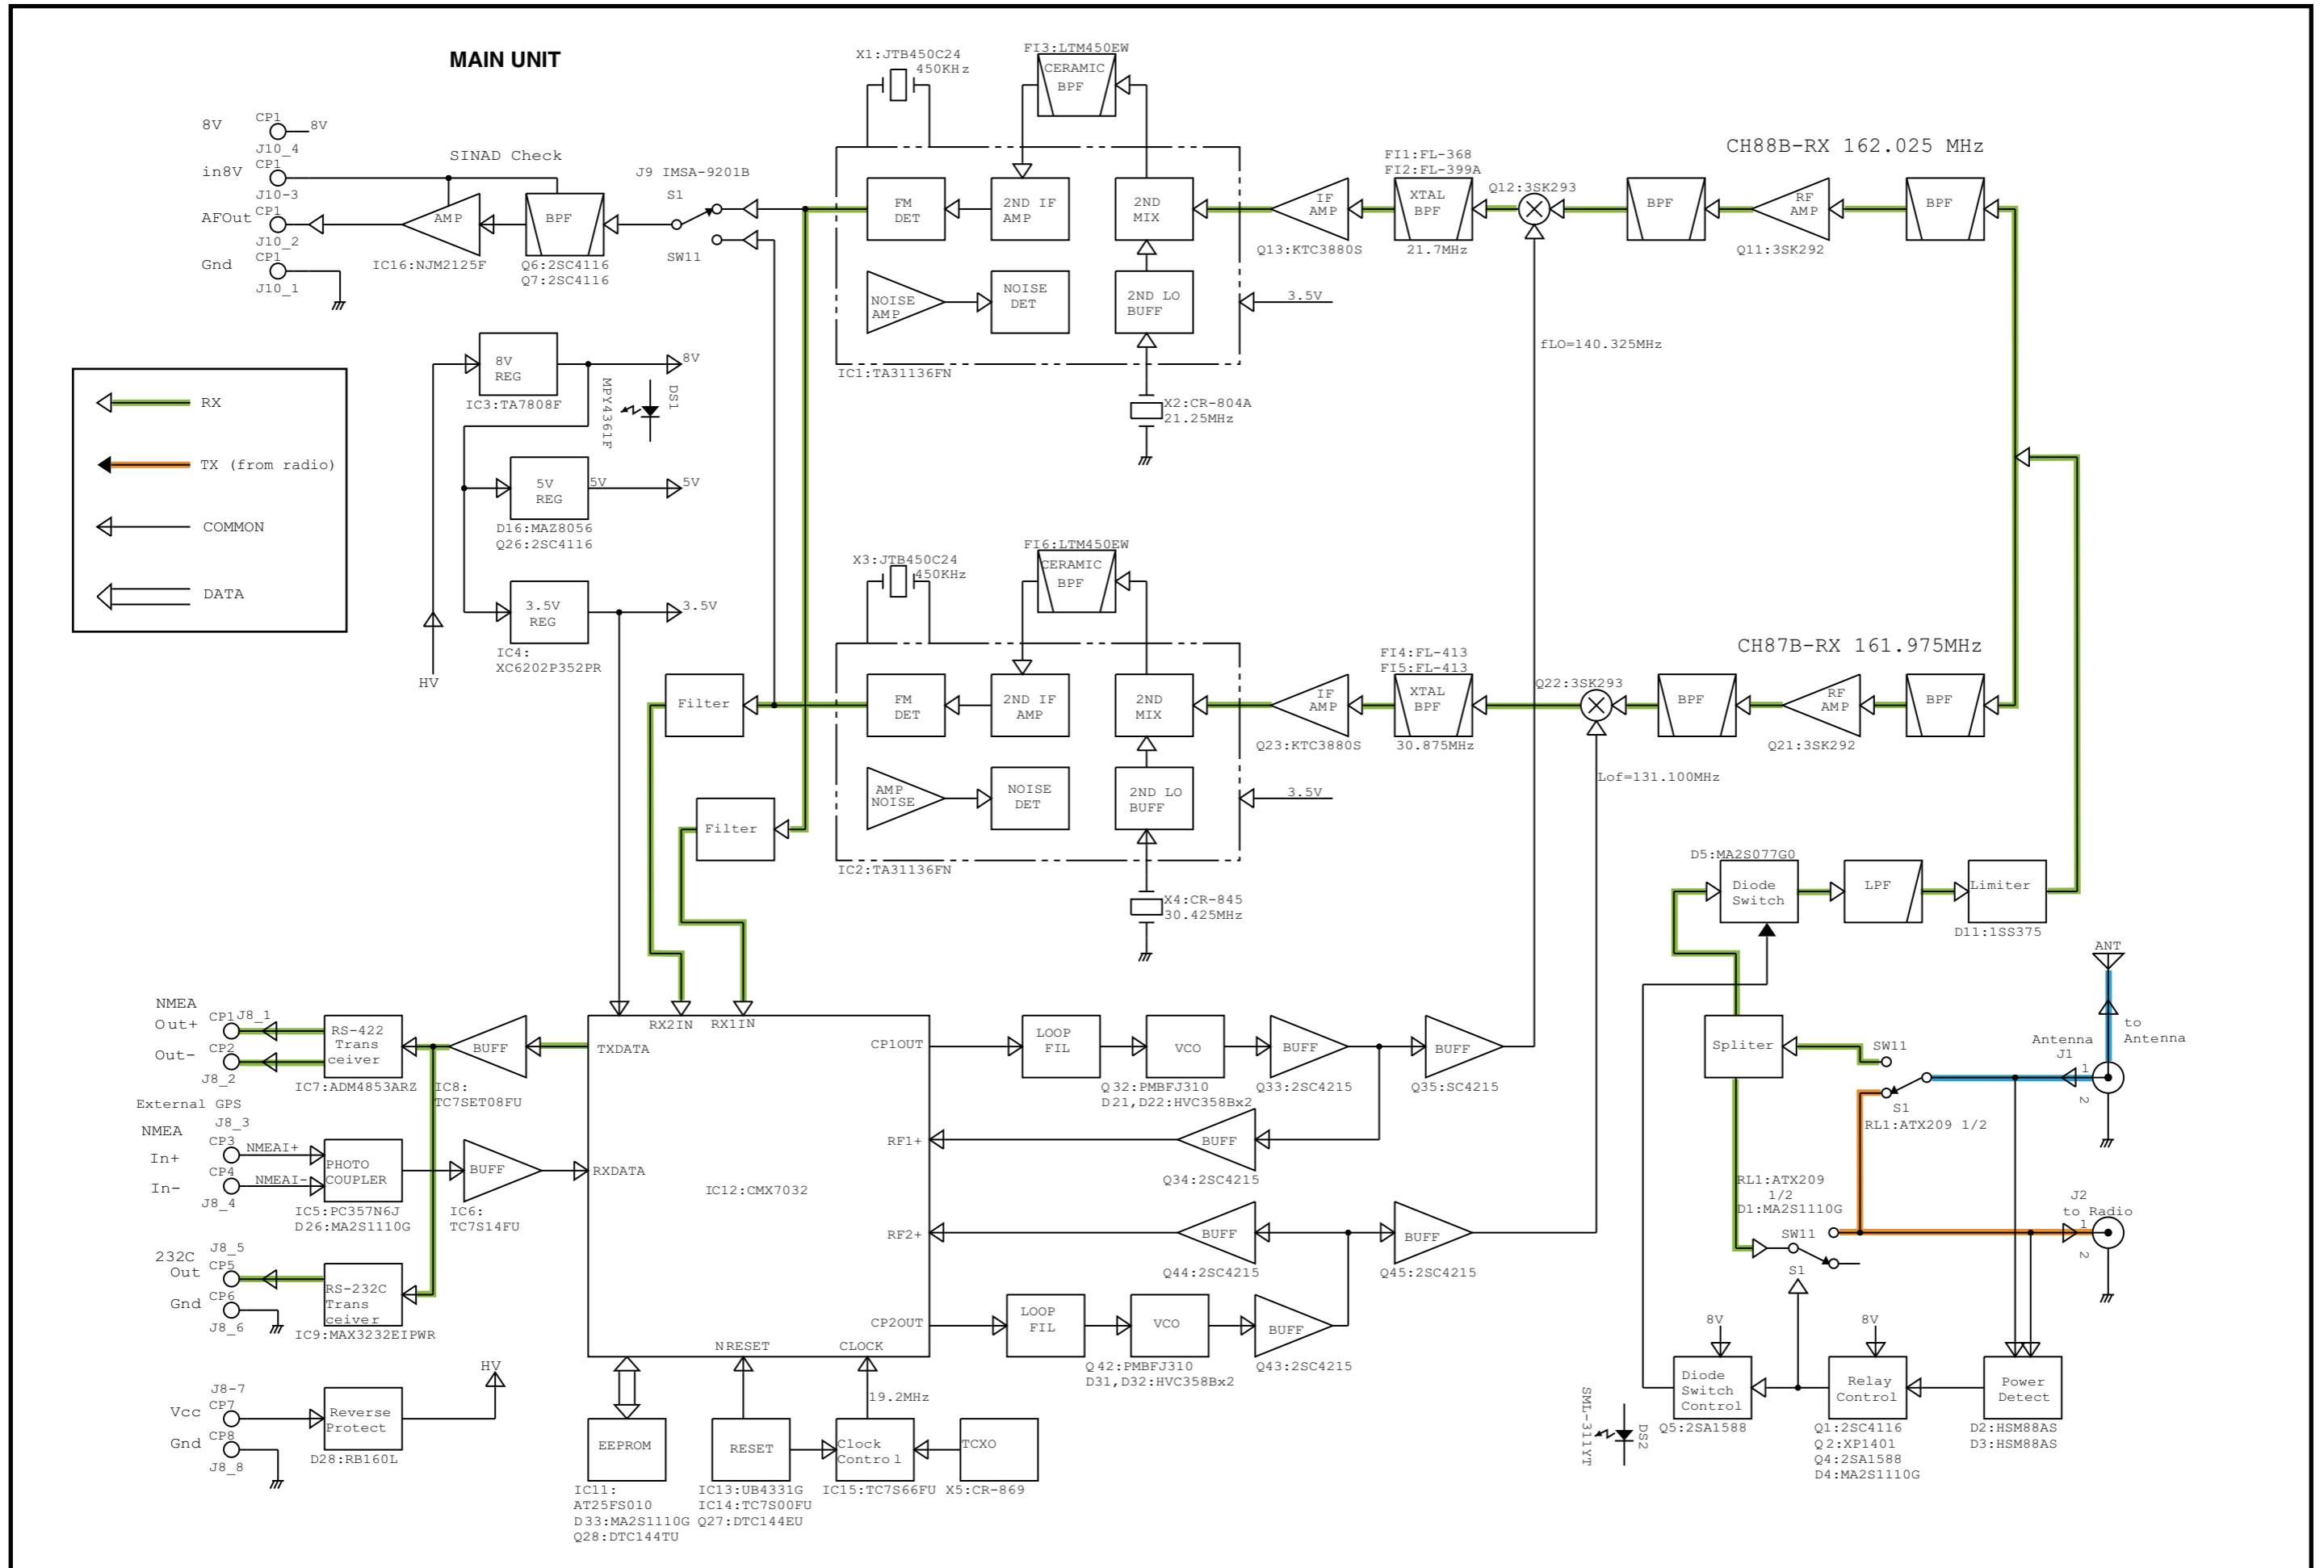 MAIN UNIT
X1:JTB450C24
450KHz
FI3:LTM450EW
CERAMIC
BPF
8V
CP1
8V
J10_4
SINAD Check
in8V
CP1
J10-3
J9 IMSA-9201B
S1
AFOut
CP1
J10_2
AMP
BPF
IC16:NJM2125F
Q6:2SC4116
Q7:2SC4116
SW11
Gnd
CP1
J10_1
FM
DET
2ND IF
AMP
2ND
MIX
NOISE
AMP
NOISE
DET
2ND LO
BUFF
3.5V
IC1:TA31136FN
X2:CR-804A
21.25MHz
IF
AMP
Q13:KTC3880S
FI1:FL-368
FI2:FL-399A
XTAL
BPF
21.7MHz
Q12:3SK293
CH88B-RX 162.025 MHz
BPF
RF
AMP
Q11:3SK292
BPF
fLO=140.325MHz
RX
TX (from radio)
COMMON
DATA
8V
REG
IC3:TA7808F
8V
MPY4361F
DS1
5V
REG
5V
5V
D16:MAZ8056
Q26:2SC4116
3.5V
REG
3.5V
IC4:
XC6202P352PR
HV
X3:JTB450C24
450KHz
FI6:LTM450EW
CERAMIC
BPF
Filter
Filter
FM
DET
2ND IF
AMP
2ND
MIX
AMP
NOISE
NOISE
DET
2ND LO
BUFF
3.5V
IC2:TA31136FN
X4:CR-845
30.425MHz
IF
AMP
Q23:KTC3880S
FI4:FL-413
FI5:FL-413
XTAL
BPF
30.875MHz
Q22:3SK293
CH87B-RX 161.975MHz
BPF
RF
AMP
Q21:3SK292
BPF
Lof=131.100MHz
D5:MA2S077G0
Diode
Switch
LPF
Limiter
D11:1SS375
ANT
to
Antenna
Antenna
J1
1
2
Spliter
SW11
S1
RL1:ATX209 1/2
RL1:ATX209
1/2
D1:MA2S1110G
SW11
S1
J2
to Radio
1
2
NMEA
Out+
CP1
J8_1
Out-
CP2
J8_2
RS-422
Trans
ceiver
IC7:ADM4853ARZ
BUFF
IC8:
TC7SET08FU
External GPS
J8_3
NMEA
CP3
In+
NMEAI+
CP4
In-
NMEAI-
J8_4
PHOTO
COUPLER
IC5:PC357N6J
D26:MA2S1110G
BUFF
IC6:
TC7S14FU
232C
Out
J8_5
CP5
Gnd
CP6
J8_6
RS-232C
Trans
ceiver
IC9:MAX3232EIPWR
J8-7
Vcc
CP7
Gnd
CP8
J8_8
Reverse
Protect
D28:RB160L
HV
RX2IN
RX1IN
TXDATA
RXDATA
IC12:CMX7032
CP1OUT
RF1+
RF2+
CP2OUT
NRESET
CLOCK
19.2MHz
LOOP
FIL
VCO
Q32:PMBFJ310
D21,D22:HVC358Bx2
BUFF
Q33:2SC4215
BUFF
Q35:SC4215
BUFF
Q34:2SC4215
BUFF
Q44:2SC4215
BUFF
Q45:2SC4215
LOOP
FIL
VCO
Q42:PMBFJ310
D31,D32:HVC358Bx2
BUFF
Q43:2SC4215
EEPROM
IC11:
AT25FS010
D33:MA2S1110G
Q28:DTC144TU
RESET
IC13:UB4331G
IC14:TC7S00FU
Q27:DTC144EU
Clock
Control
IC15:TC7S66FU
TCXO
X5:CR-869
SML-311YT
DS2
8V
Diode
Switch
Control
Q5:2SA1588
8V
Relay
Control
Q1:2SC4116
Q2:XP1401
Q4:2SA1588
D4:MA2S1110G
Power
Detect
D2:HSM88AS
D3:HSM88AS